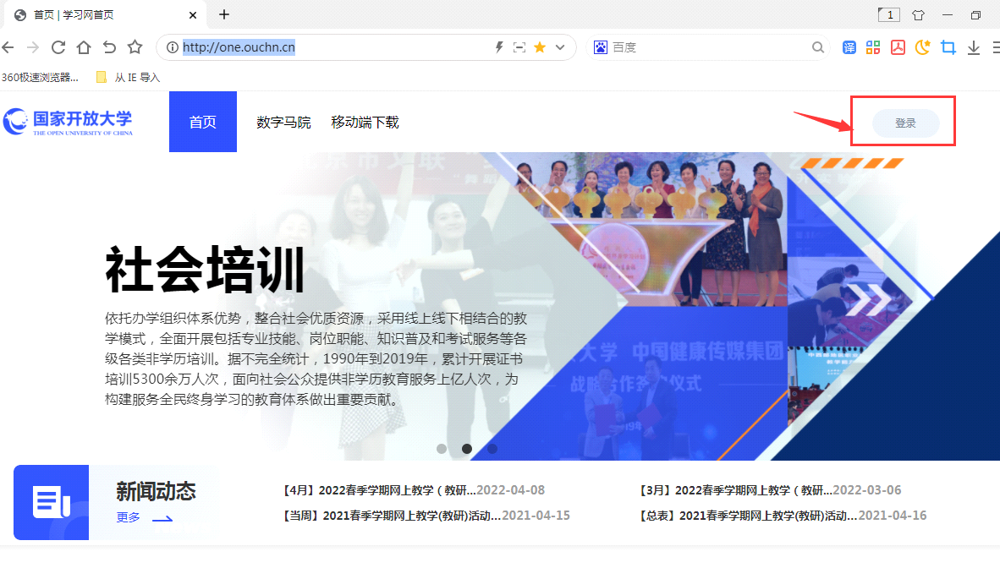 首页 | 学习网首页
1
http://one.ouchn.cn
百度
译
360极速浏览器...
从 IE 导入
国家开放大学
THE OPEN UNIVERSITY OF CHINA
首页
数字马院
移动端下载
登录
社会培训
依托办学组织体系优势，整合社会优质资源，采用线上线下相结合的教
学模式，全面开展包括专业技能、岗位职能、知识普及和考试服务等各
级各类非学历培训。据不完全统计，1990年到2019年，累计开展证书
培训5300余万人次，面向社会公众提供非学历教育服务上亿人次，为
构建服务全民终身学习的教育体系做出重要贡献。
大学 中国健康传媒集团
战略合作签约仪式
新闻动态
更多
【4月】2022春季学期网上教学（教研...2022-04-08
【3月】2022春季学期网上教学（教研...2022-03-06
【当周】2021春季学期网上教学(教研)活动...2021-04-15
【总表】2021春季学期网上教学(教研)活动...2021-04-16